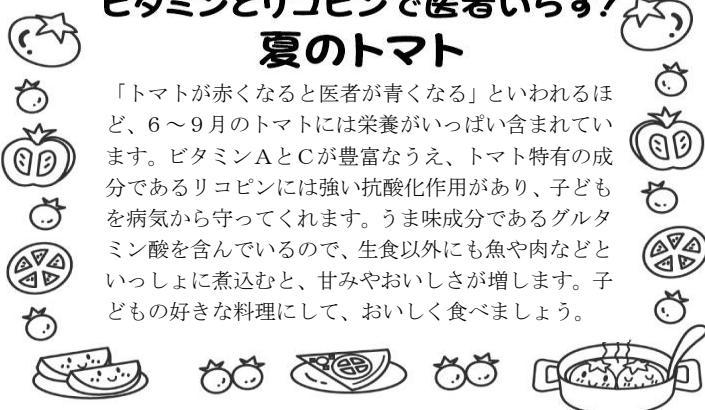 ビタミンとリコピンで医者いらず!
夏のトマト
「トマトが赤くなると医者が青くなる」といわれるほ
ど、6～9月のトマトには栄養がいっぱい含まれてい
ます。ビタミンAとCが豊富なうえ、トマト特有の成
分であるリコピンには強い抗酸化作用があり、子ども
を病気から守ってくれます。うま味成分であるグルタ
ミン酸を含んでいるので、生食以外にも魚や肉などと
いっしょに煮込むと、甘みやおいしさが増します。子
どもの好きな料理にして、おいしく食べましょう。